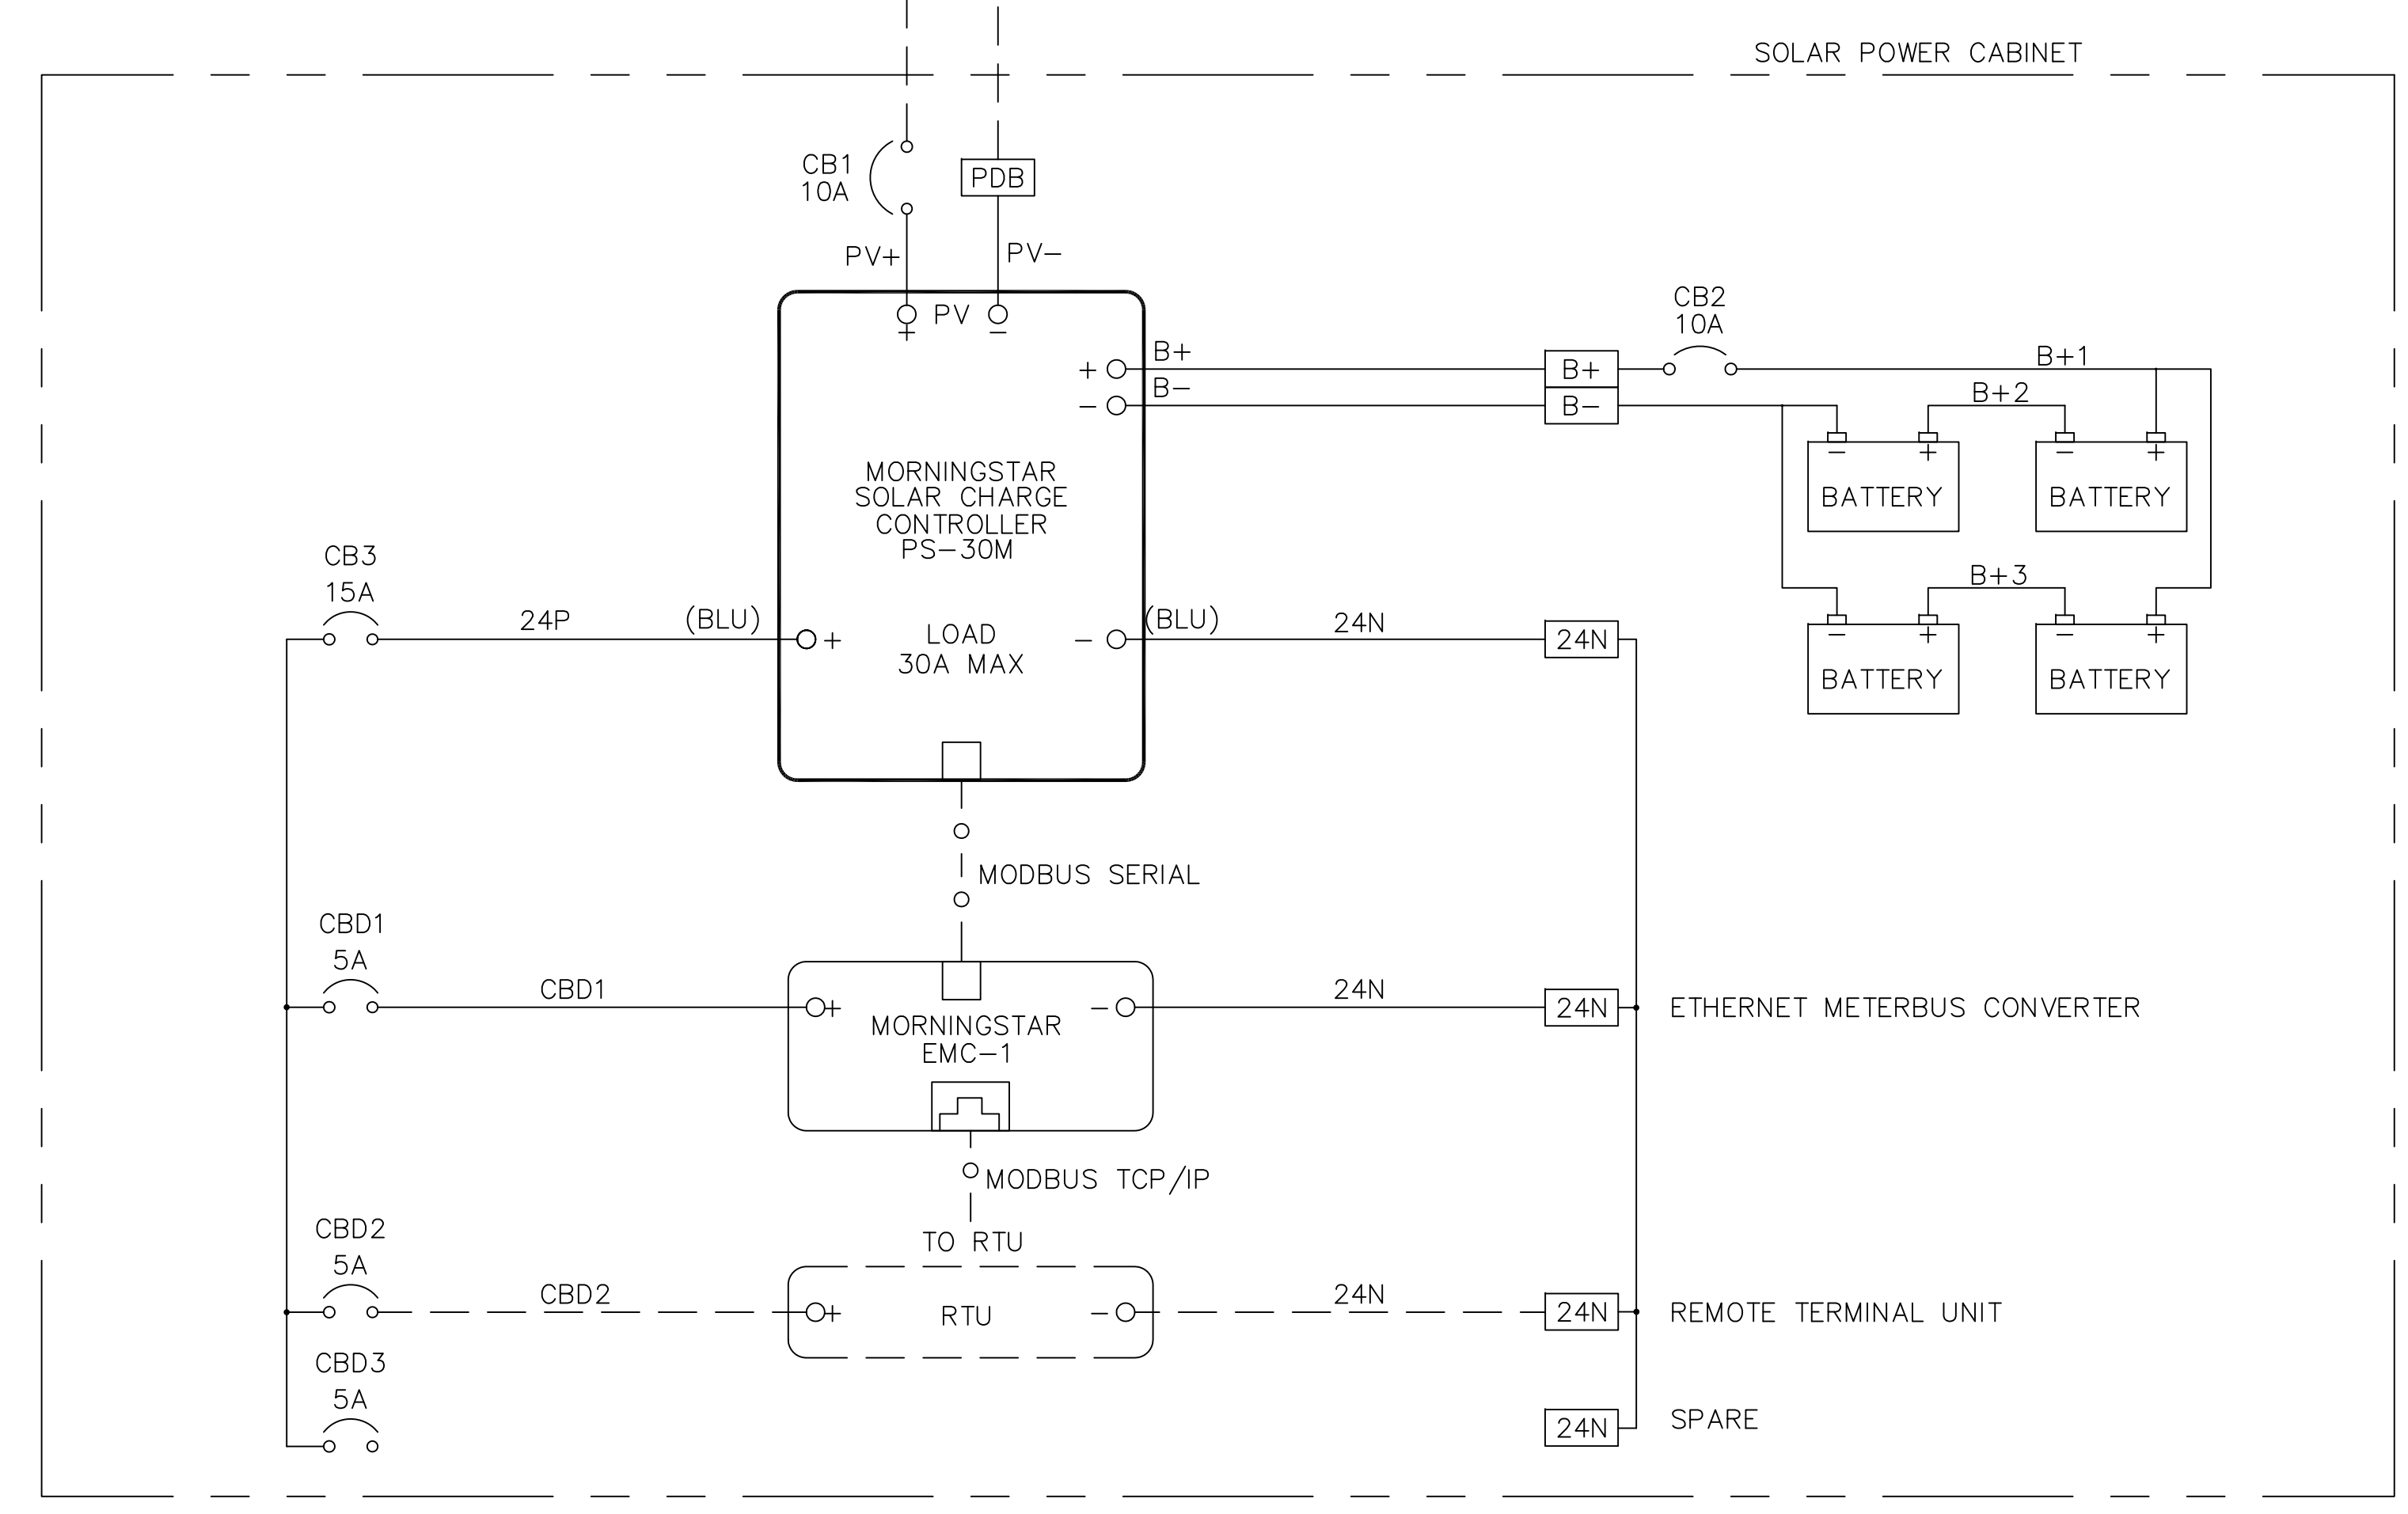 SOLAR POWER CABINET
CB1
10A
PDB
PV+
PV-
PV
+
-
CB2
10A
B+
+
B+
B+1
B-
-
B-
B+2
-
+
-
+
MORNINGSTAR
SOLAR CHARGE
CONTROLLER
PS-30M
BATTERY
BATTERY
CB3
15A
B+3
24P
(BLU)
+
LOAD
30A MAX
-
(BLU)
24N
24N
-
+
-
+
BATTERY
BATTERY
MODBUS SERIAL
CBD1
5A
CBD1
+
-
24N
24N
ETHERNET METERBUS CONVERTER
MORNINGSTAR
EMC-1
MODBUS TCP/IP
TO RTU
CBD2
5A
CBD2
+
RTU
-
24N
24N
REMOTE TERMINAL UNIT
CBD3
5A
24N
SPARE